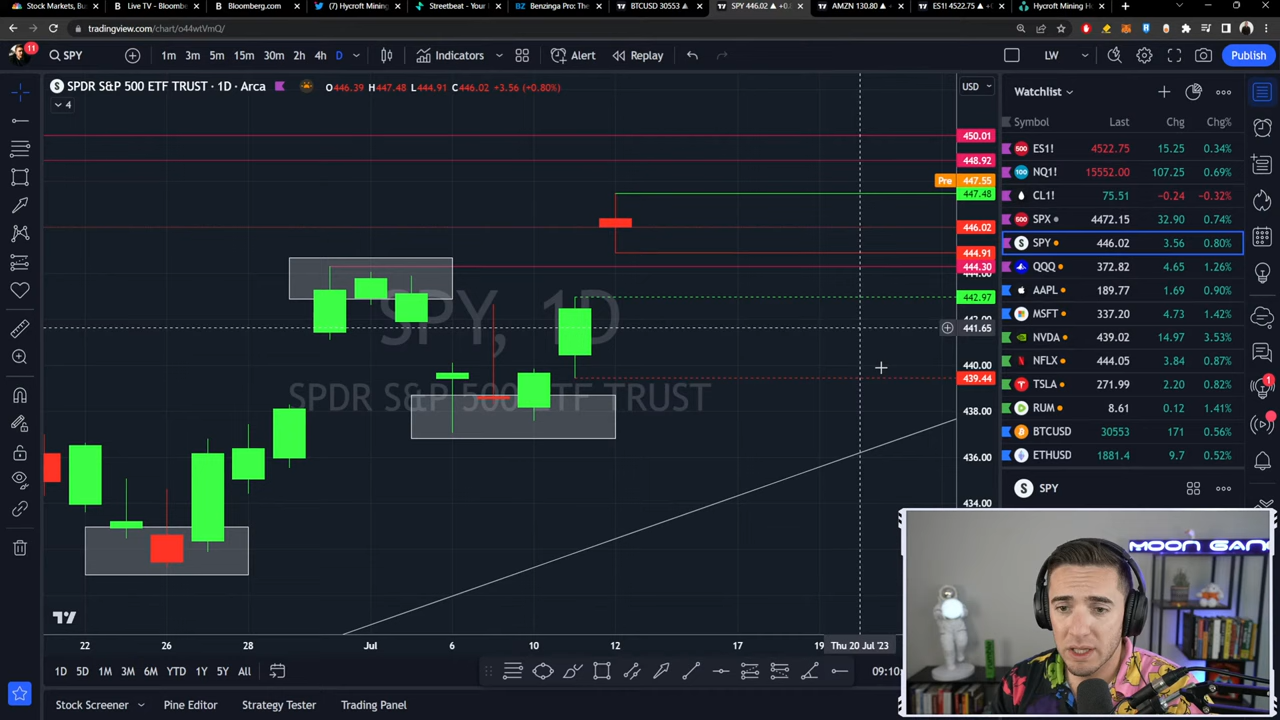 Stock Markets, Bus
Live TV - Bloombe
Bloomberg.com
(7) Hycroft Mining
Streetbeat - Your
Benzinga Pro: The
BTCUSD 30553
SPY 446.02 ▲ +0.
AMZN 130.80
ES1! 4522.75
Hycroft Mining H
tradingview.com/chart/o44wtVmQ/
11
SPY
1m 3m 5m 15m 30m 2h 4h D
Indicators
Alert
Replay
LW
Publish
SPDR S&P 500 ETF TRUST · 1D · Arca
O446.39 H447.48 L444.91 C446.02 +3.56 (+0.80%)
4
USD
450.01
448.92
Pre 447.55
447.48
446.02
444.91
444.30
444.00
442.97
442.00
441.65
440.00
439.44
438.00
436.00
434.00
SPY, 1D
SPDR S&P 500 ETF TRUST
22 26 28 Jul 6 10 12 17 19 Thu 20 Jul '23
1D 5D 1M 3M 6M YTD 1Y 5Y All
09:10
Stock Screener
Pine Editor
Strategy Tester
Trading Panel
Watchlist
Symbol Last Chg Chg%
ES1! 4522.75 15.25 0.34%
NQ1! 15552.00 107.25 0.69%
CL1! 75.51 -0.24 -0.32%
SPX 4472.15 32.90 0.74%
SPY 446.02 3.56 0.80%
QQQ 372.82 4.65 1.26%
AAPL 189.77 1.69 0.90%
MSFT 337.20 4.73 1.42%
NVDA 439.02 14.97 3.53%
NFLX 444.05 3.84 0.87%
TSLA 271.99 2.20 0.82%
RUM 8.61 0.12 1.41%
BTCUSD 30553 171 0.56%
ETHUSD 1881.4 9.7 0.52%
SPY
1
MOON GANG